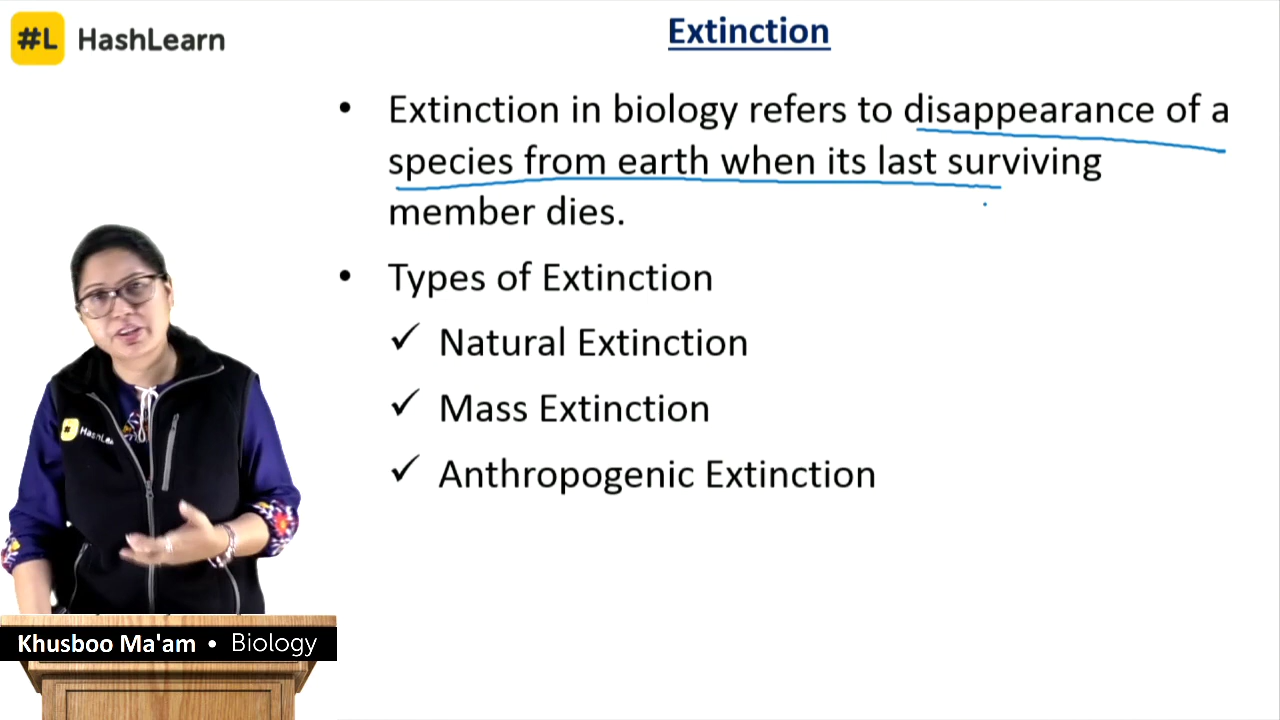 #L HashLearn
Extinction
• Extinction in biology refers to disappearance of a
species from earth when its last surviving
member dies.
• Types of Extinction
✓ Natural Extinction
✓ Mass Extinction
✓ Anthropogenic Extinction
# HashLea
Khusboo Ma'am • Biology